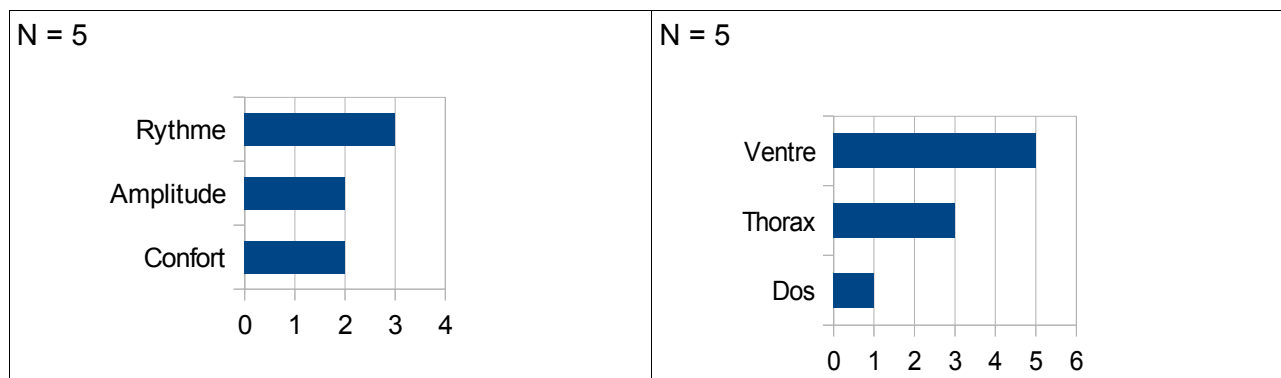 N = 5
Rythme
Amplitude
Confort
0 1 2 3 4
N = 5
Ventre
Thorax
Dos
0 1 2 3 4 5 6